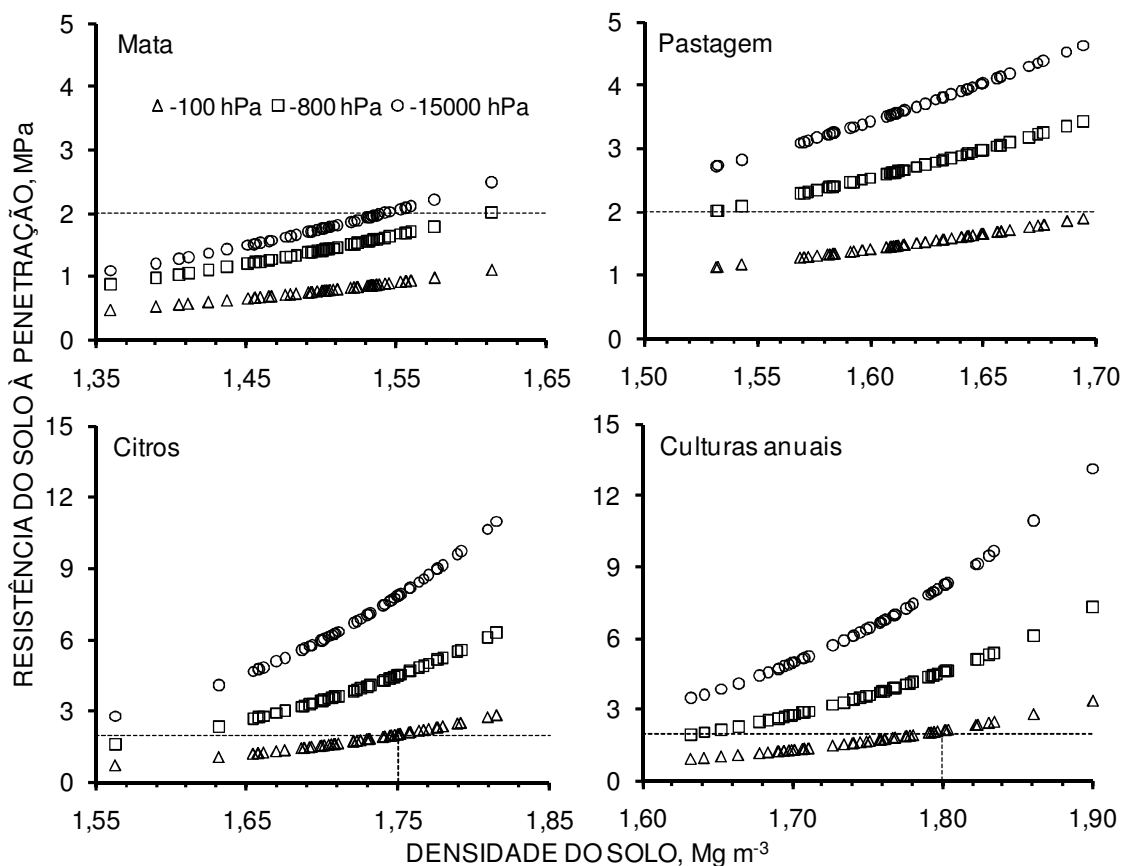 RESISTÊNCIA DO SOLO À PENETRAÇÃO, MPa
5
4
3
2
1
0
Mata
-100 hPa -800 hPa -15000 hPa
1,35 1,45 1,55 1,65
5
4
3
2
1
0
Pastagem
1,50 1,55 1,60 1,65 1,70
15
12
9
6
3
0
Citros
1,55 1,65 1,75 1,85
15
12
9
6
3
0
Culturas anuais
1,60 1,70 1,80 1,90
DENSIDADE DO SOLO, Mg m⁻³